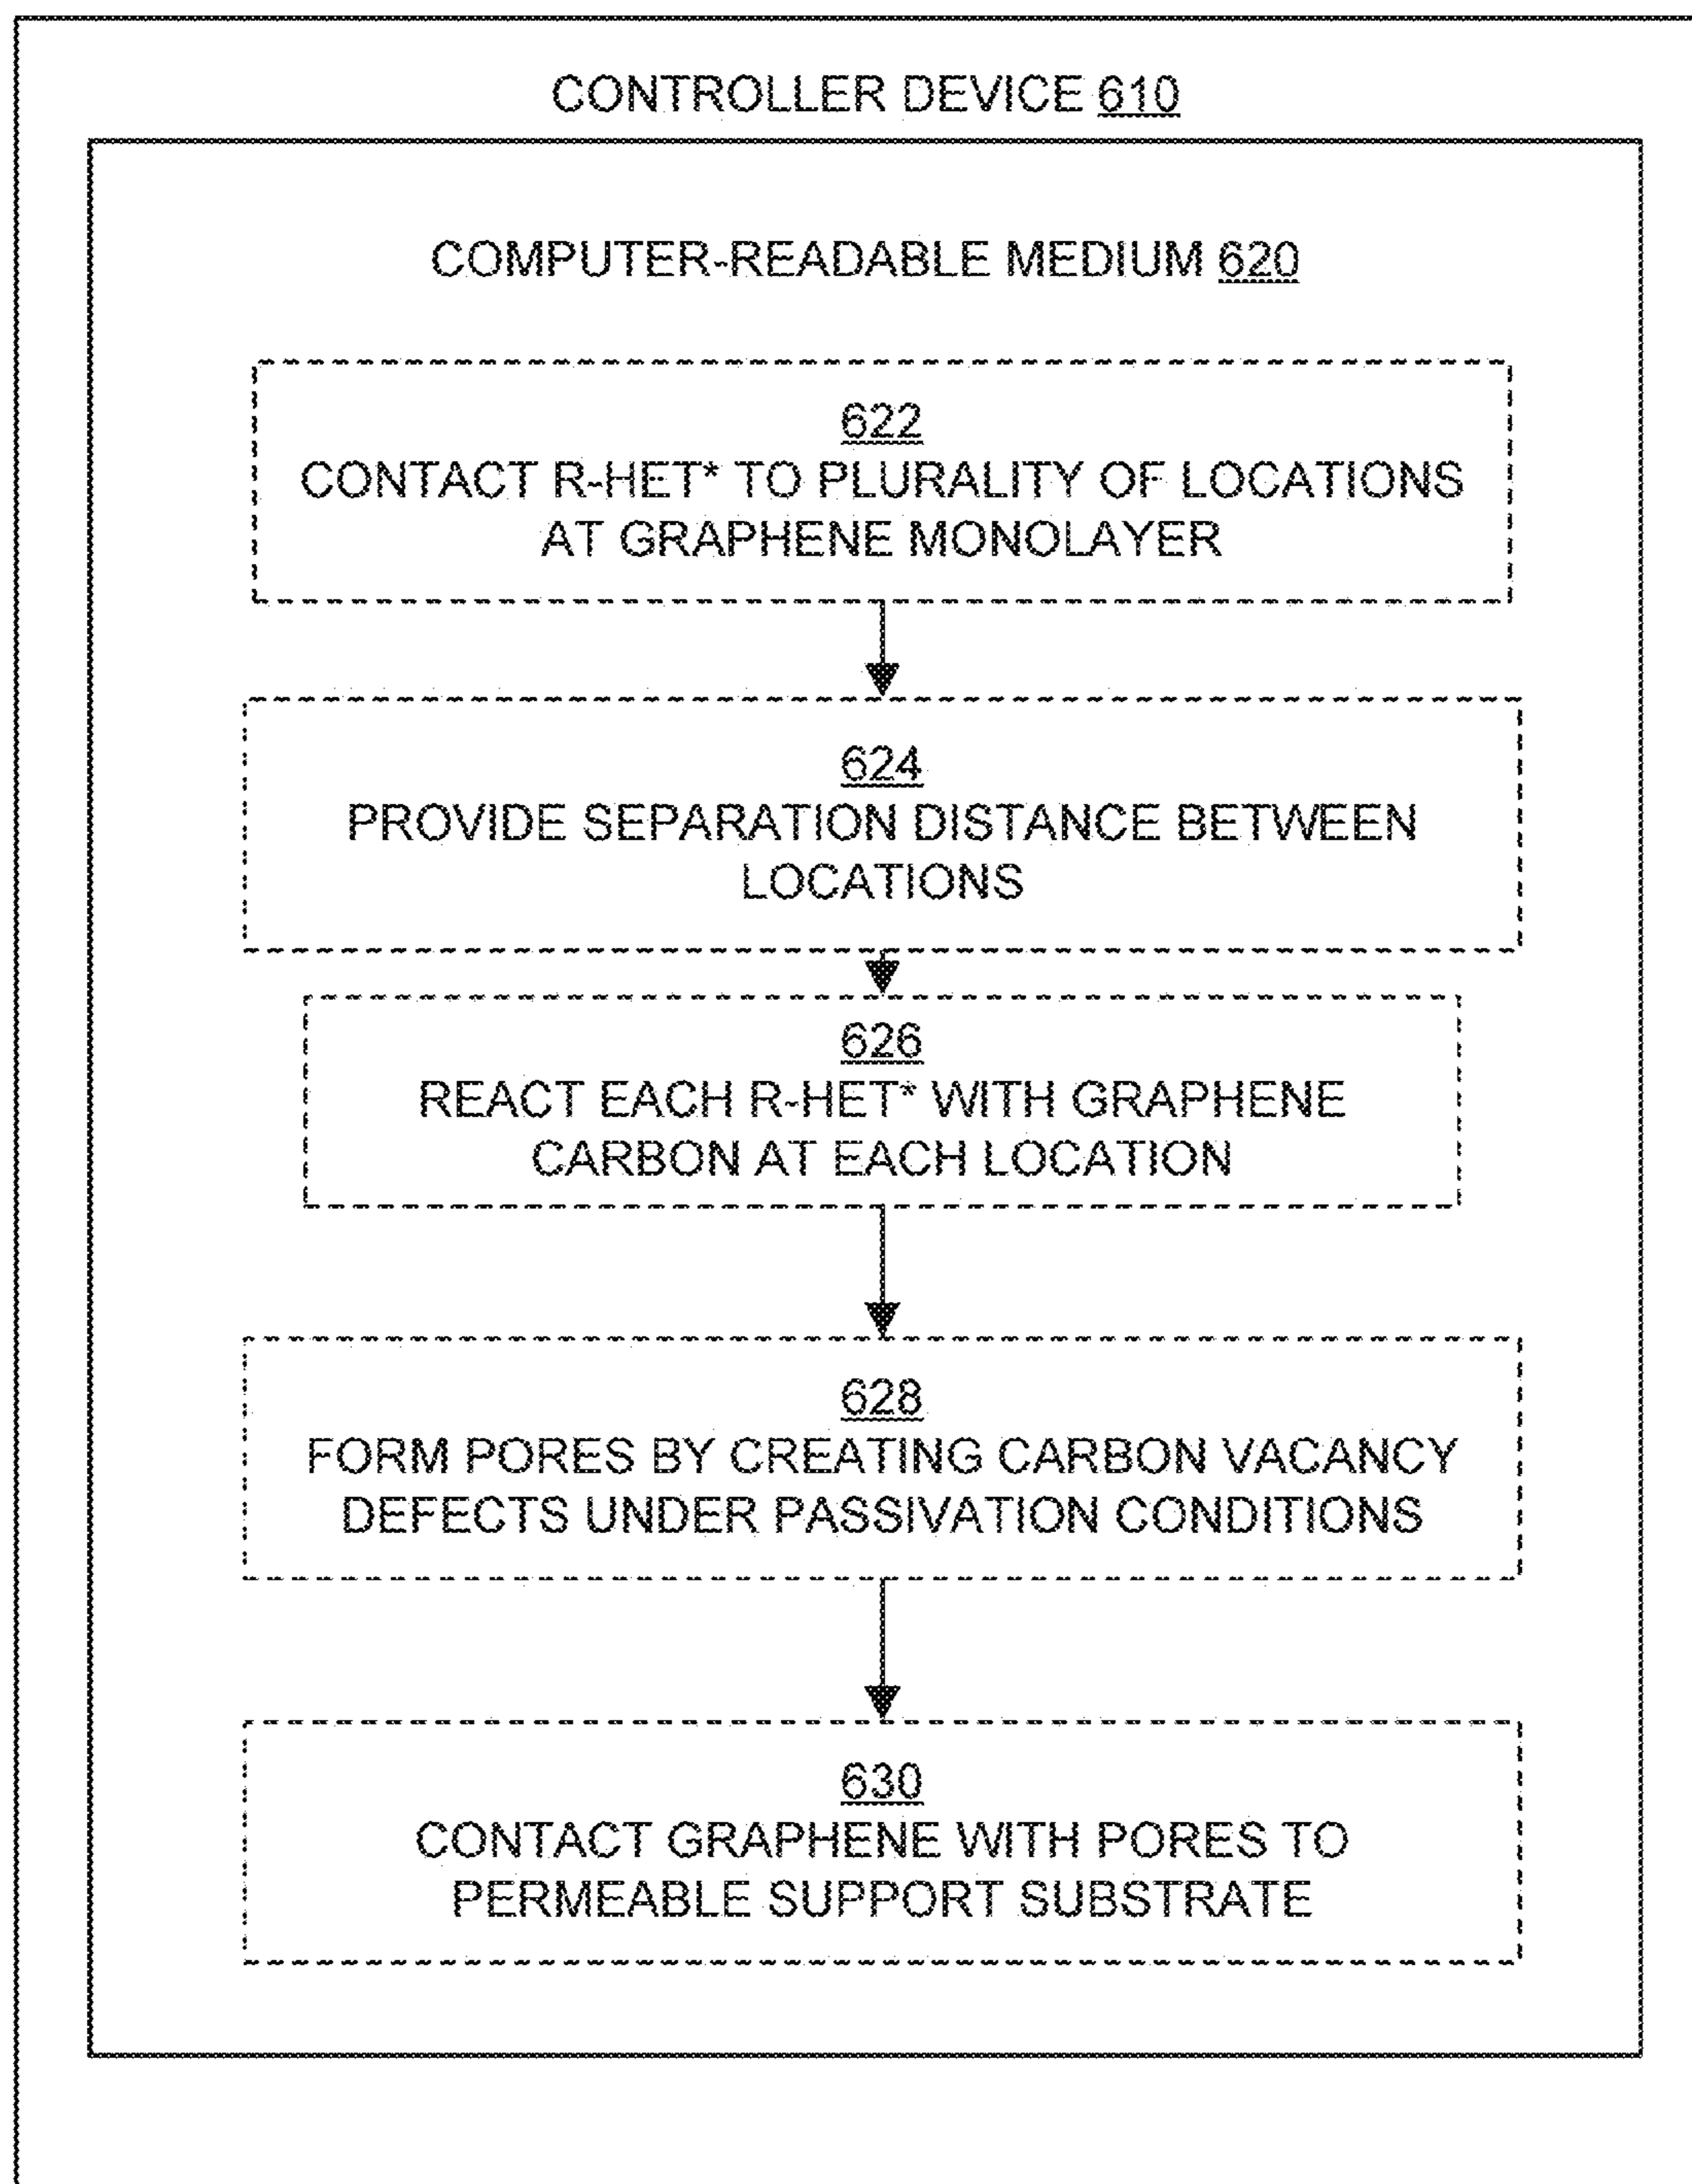 CONTROLLER DEVICE 610
COMPUTER-READABLE MEDIUM 620
622
CONTACT R-HET* TO PLURALITY OF LOCATIONS
AT GRAPHENE MONOLAYER
624
PROVIDE SEPARATION DISTANCE BETWEEN
LOCATIONS
626
REACT EACH R-HET* WITH GRAPHENE
CARBON AT EACH LOCATION
628
FORM PORES BY CREATING CARBON VACANCY
DEFECTS UNDER PASSIVATION CONDITIONS
630
CONTACT GRAPHENE WITH PORES TO
PERMEABLE SUPPORT SUBSTRATE